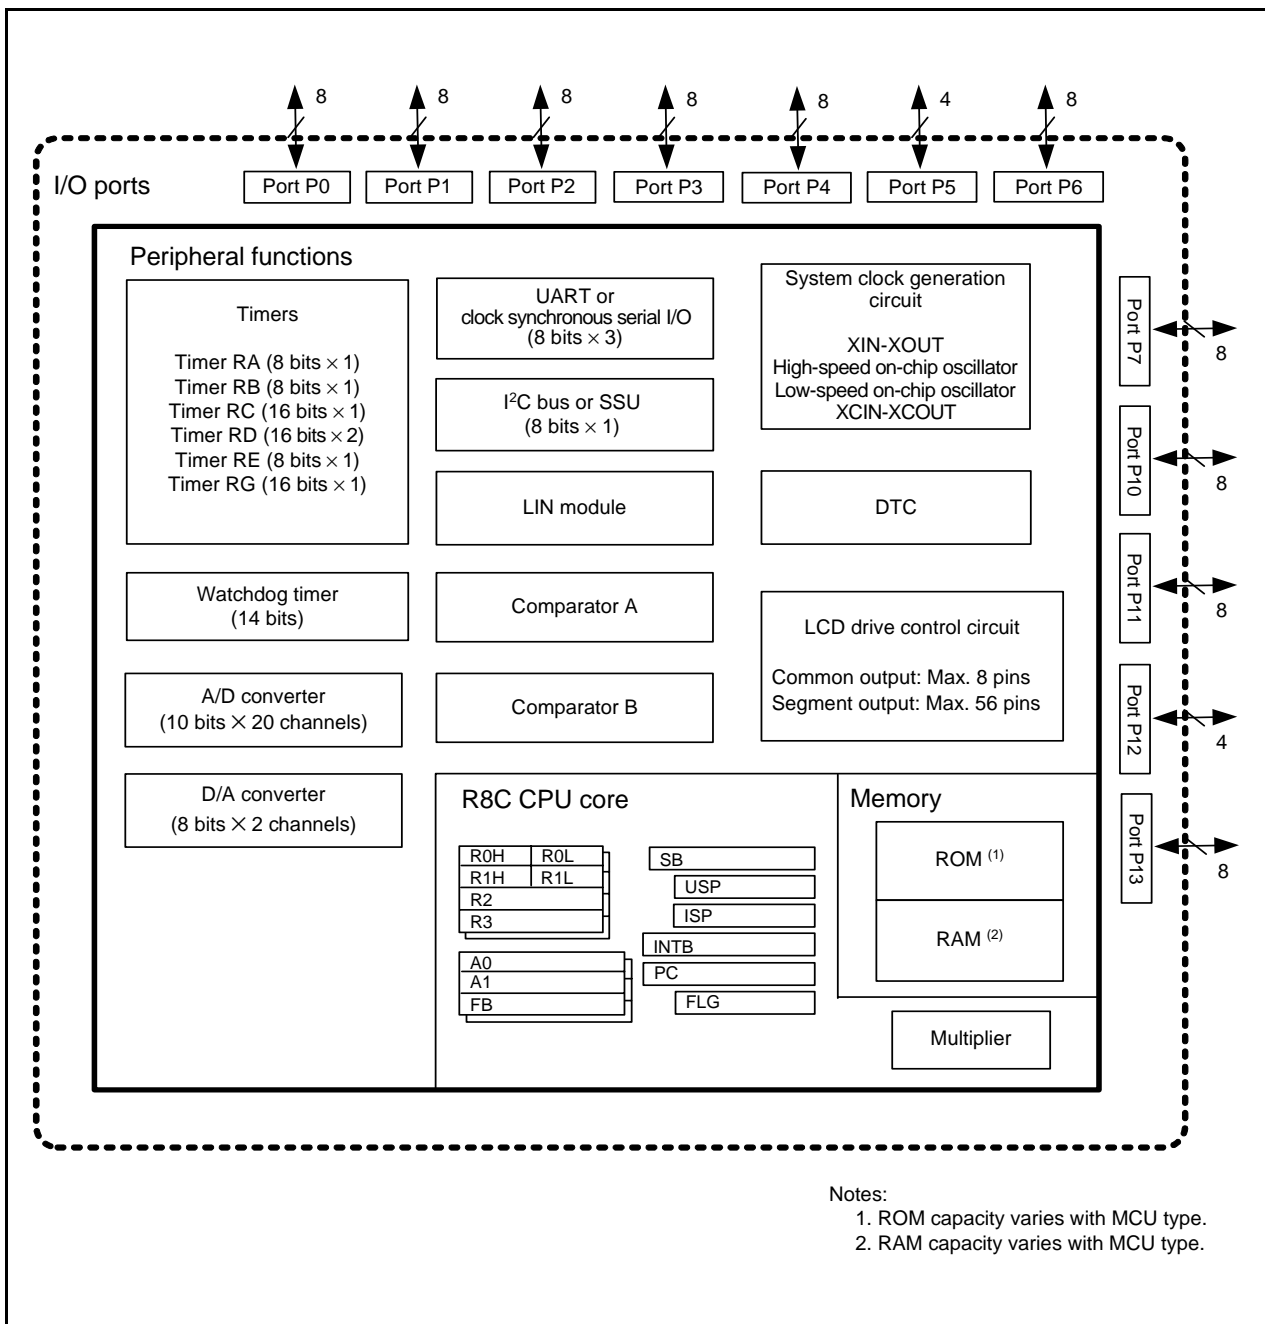 8
8
8
8
8
4
8
I/O ports
Port P0
Port P1
Port P2
Port P3
Port P4
Port P5
Port P6
Peripheral functions
Timers
Timer RA (8 bits × 1)
Timer RB (8 bits × 1)
Timer RC (16 bits × 1)
Timer RD (16 bits × 2)
Timer RE (8 bits × 1)
Timer RG (16 bits × 1)
Watchdog timer
(14 bits)
A/D converter
(10 bits × 20 channels)
D/A converter
(8 bits × 2 channels)
UART or
clock synchronous serial I/O
(8 bits × 3)
I²C bus or SSU
(8 bits × 1)
LIN module
Comparator A
Comparator B
System clock generation
circuit
XIN-XOUT
High-speed on-chip oscillator
Low-speed on-chip oscillator
XCIN-XCOUT
DTC
LCD drive control circuit
Common output: Max. 8 pins
Segment output: Max. 56 pins
Port P7
8
Port P10
8
Port P11
8
Port P12
4
Port P13
8
R8C CPU core
R0H
R0L
R1H
R1L
R2
R3
A0
A1
FB
SB
USP
ISP
INTB
PC
FLG
Memory
ROM (1)
RAM (2)
Multiplier
Notes:
1. ROM capacity varies with MCU type.
2. RAM capacity varies with MCU type.